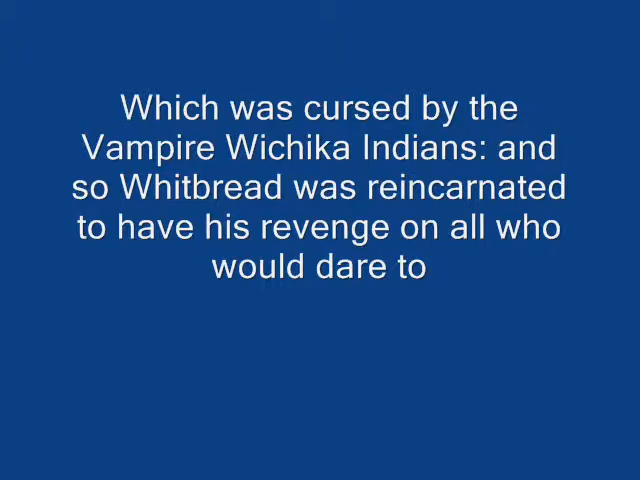 Which was cursed by the
Vampire Wichika Indians: and
so Whitbread was reincarnated
to have his revenge on all who
would dare to